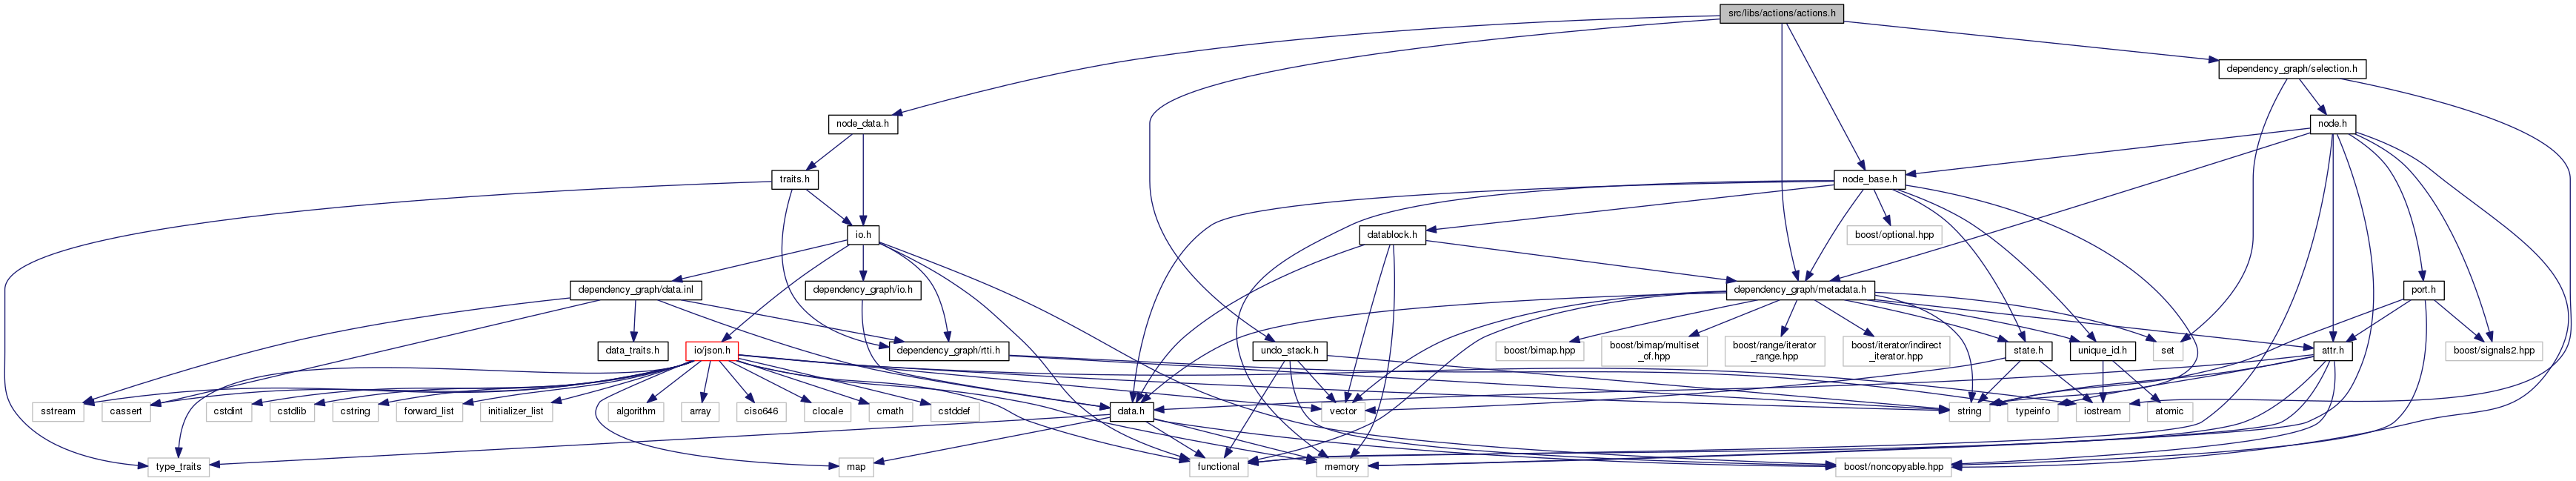 src/libs/actions/actions.h
dependency_graph/selection.h
node_data.h
node.h
traits.h
node_base.h
io.h
datablock.h
boost/optional.hpp
dependency_graph/data.inl
dependency_graph/io.h
dependency_graph/metadata.h
port.h
data_traits.h
io/json.h
dependency_graph/rtti.h
undo_stack.h
boost/bimap.hpp
boost/bimap/multiset
_of.hpp
boost/range/iterator
_range.hpp
boost/iterator/indirect
_iterator.hpp
state.h
unique_id.h
set
attr.h
boost/signals2.hpp
sstream
cassert
cstdint
cstdlib
cstring
forward_list
initializer_list
algorithm
array
ciso646
clocale
cmath
cstddef
data.h
vector
string
typeinfo
iostream
atomic
type_traits
map
functional
memory
boost/noncopyable.hpp